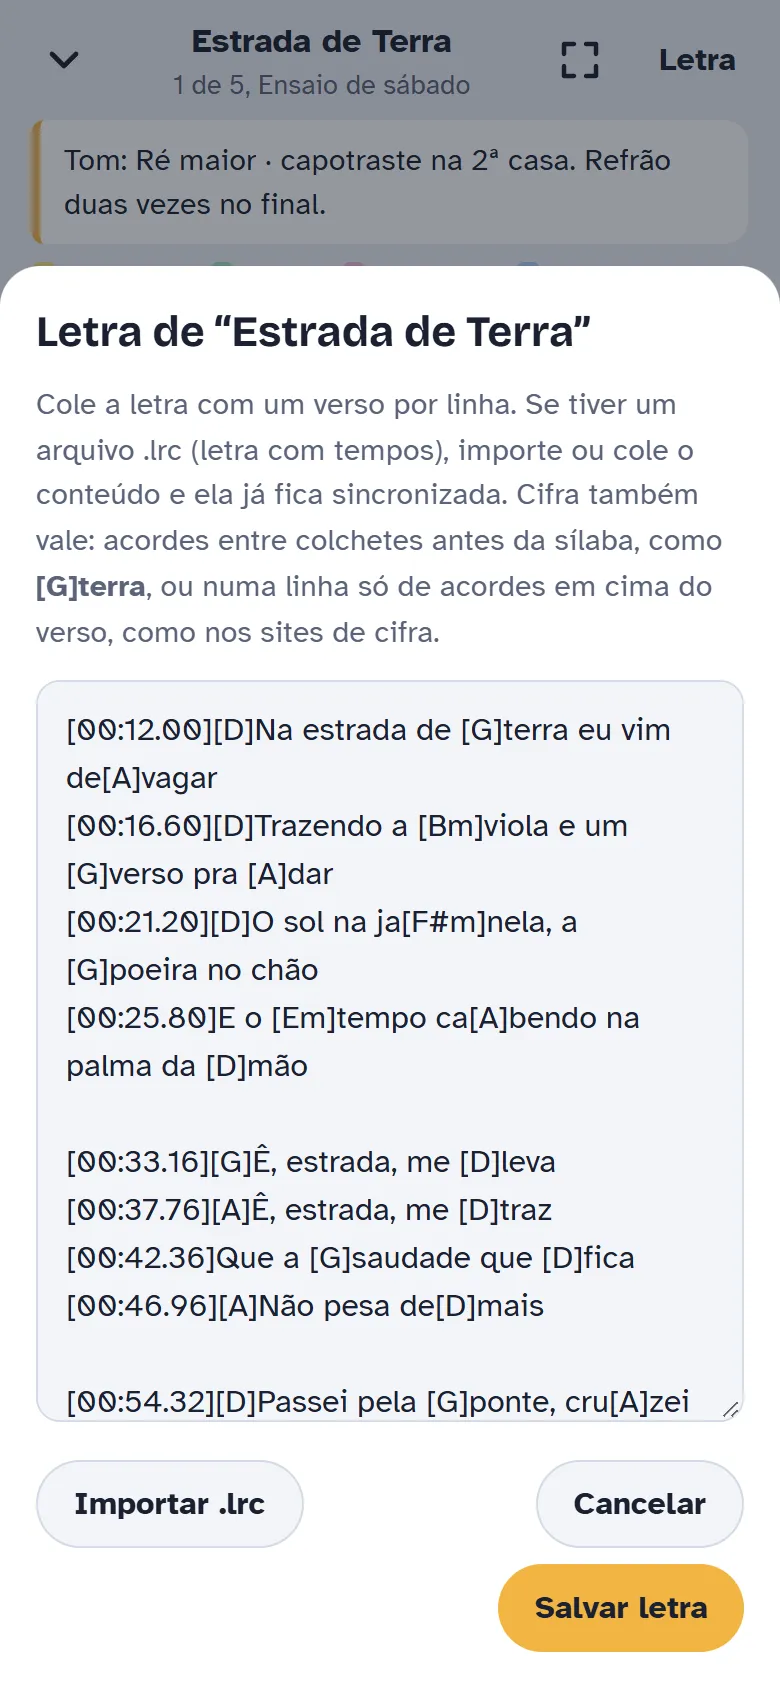 Estrada de Terra
1 de 5, Ensaio de sábado
Letra
Tom: Ré maior · capotraste na 2ª casa. Refrão
duas vezes no final.
Letra de “Estrada de Terra”
Cole a letra com um verso por linha. Se tiver um
arquivo .lrc (letra com tempos), importe ou cole o
conteúdo e ela já fica sincronizada. Cifra também
vale: acordes entre colchetes antes da sílaba, como
[G]terra, ou numa linha só de acordes em cima do
verso, como nos sites de cifra.
[00:12.00][D]Na estrada de [G]terra eu vim
de[A]vagar
[00:16.60][D]Trazendo a [Bm]viola e um
[G]verso pra [A]dar
[00:21.20][D]O sol na ja[F#m]nela, a
[G]poeira no chão
[00:25.80]E o [Em]tempo ca[A]bendo na
palma da [D]mão
[00:33.16][G]Ê, estrada, me [D]leva
[00:37.76][A]Ê, estrada, me [D]traz
[00:42.36]Que a [G]saudade que [D]fica
[00:46.96][A]Não pesa de[D]mais
[00:54.32][D]Passei pela [G]ponte, cru[A]zei
Importar .lrc
Cancelar
Salvar letra